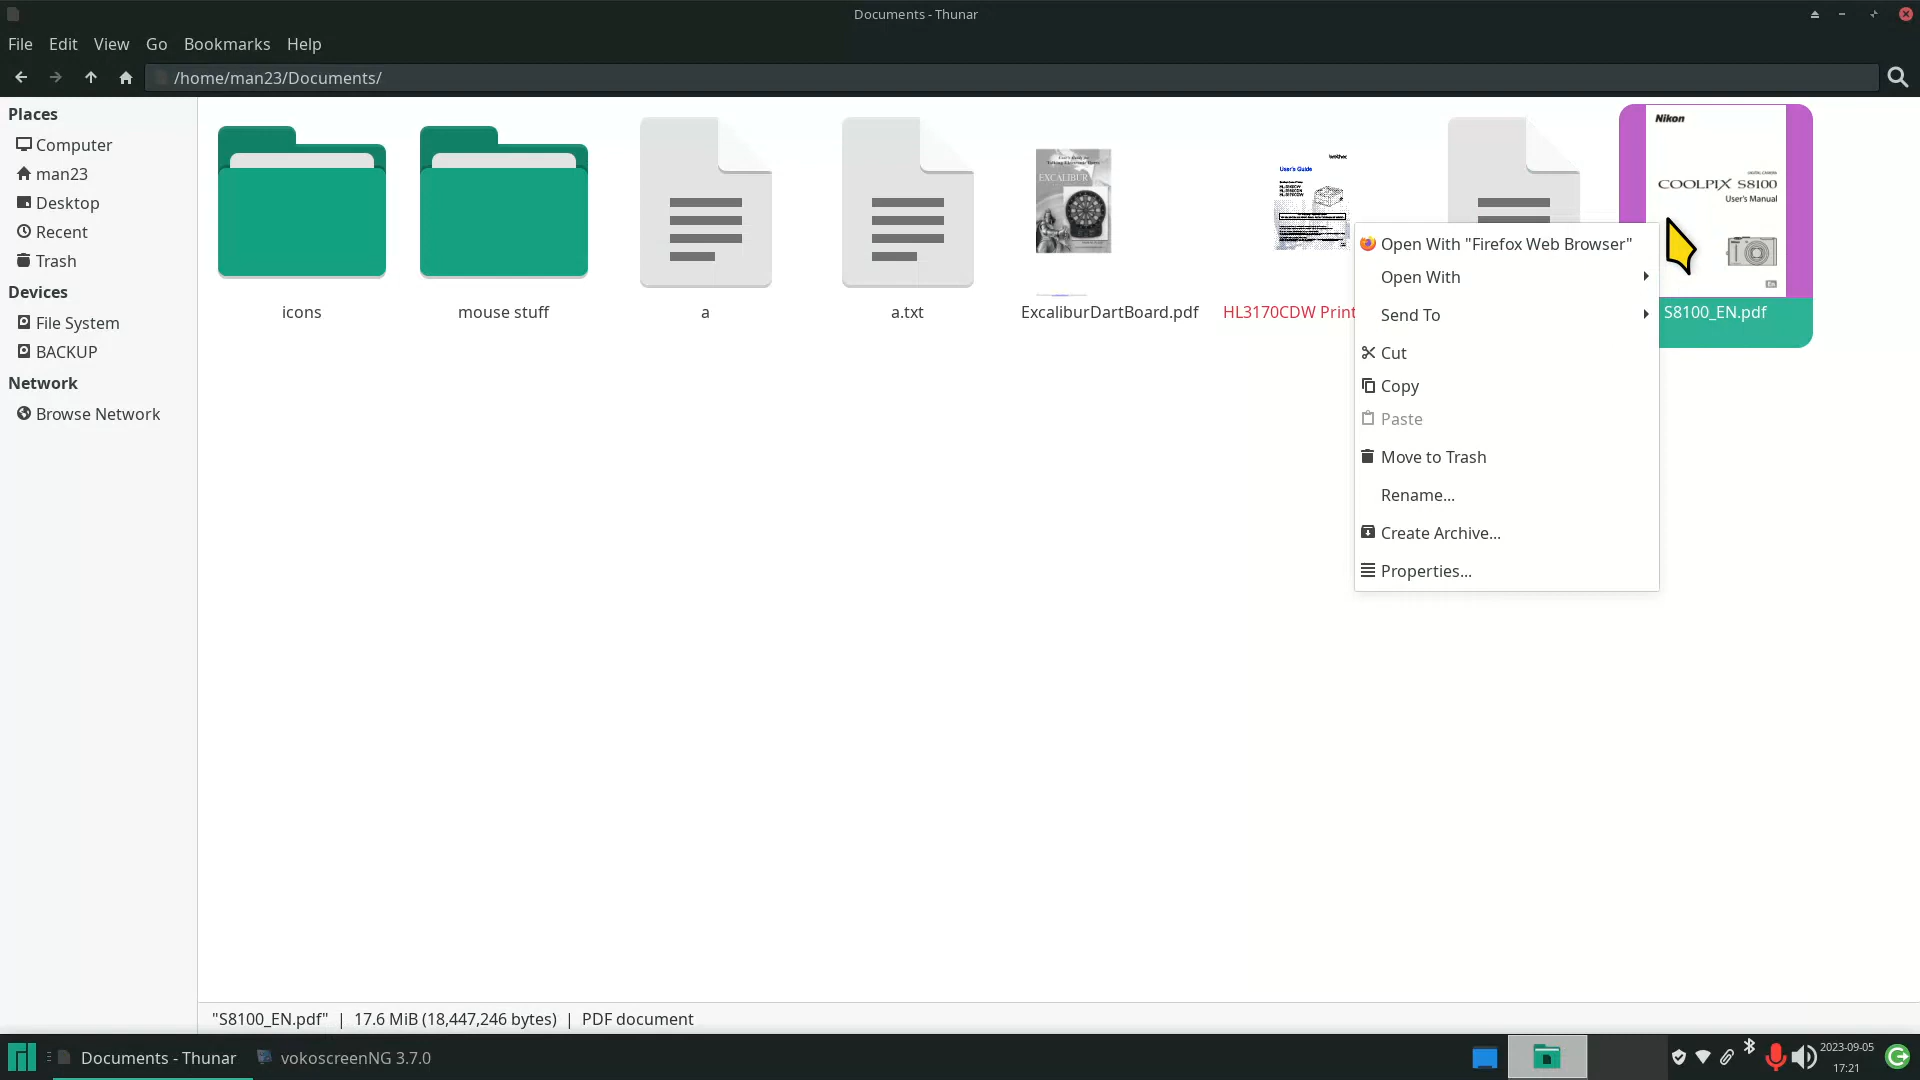 Documents - Thunar
File Edit View Go Bookmarks Help
/home/man23/Documents/
Places
Computer
man23
Desktop
Recent
Trash
Devices
File System
BACKUP
Network
Browse Network
EXCALIBUR
brother
User's Guide
Nikon
COOLPIX S8100
User's Manual
En
icons
mouse stuff
a
a.txt
ExcaliburDartBoard.pdf
HL3170CDW Print
S8100_EN.pdf
Open With "Firefox Web Browser"
Open With
Send To
Cut
Copy
Paste
Move to Trash
Rename...
Create Archive...
Properties...
"S8100_EN.pdf" | 17.6 MiB (18,447,246 bytes) | PDF document
Documents - Thunar
vokoscreenNG 3.7.0
2023-09-05
17:21